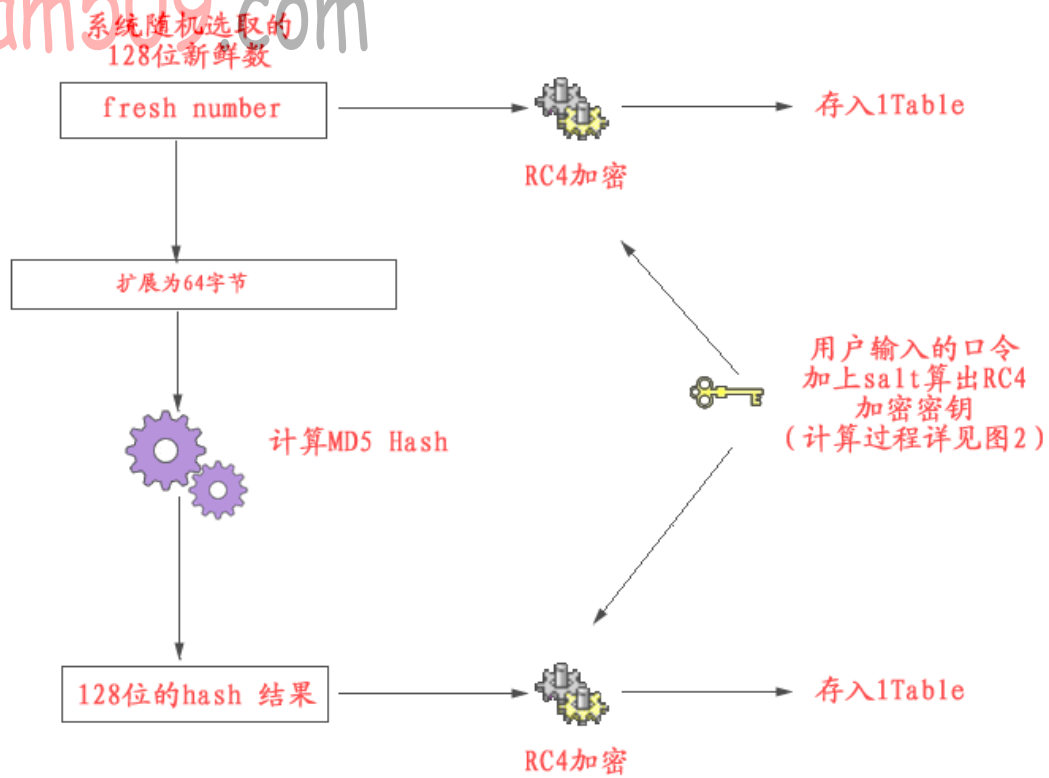 系统随机选取的
128位新鲜数
fresh number
RC4加密
存入1Table
扩展为64字节
用户输入的口令
加上salt算出RC4
加密密钥
(计算过程详见图2)
计算MD5 Hash
128位的hash 结果
存入1Table
RC4加密